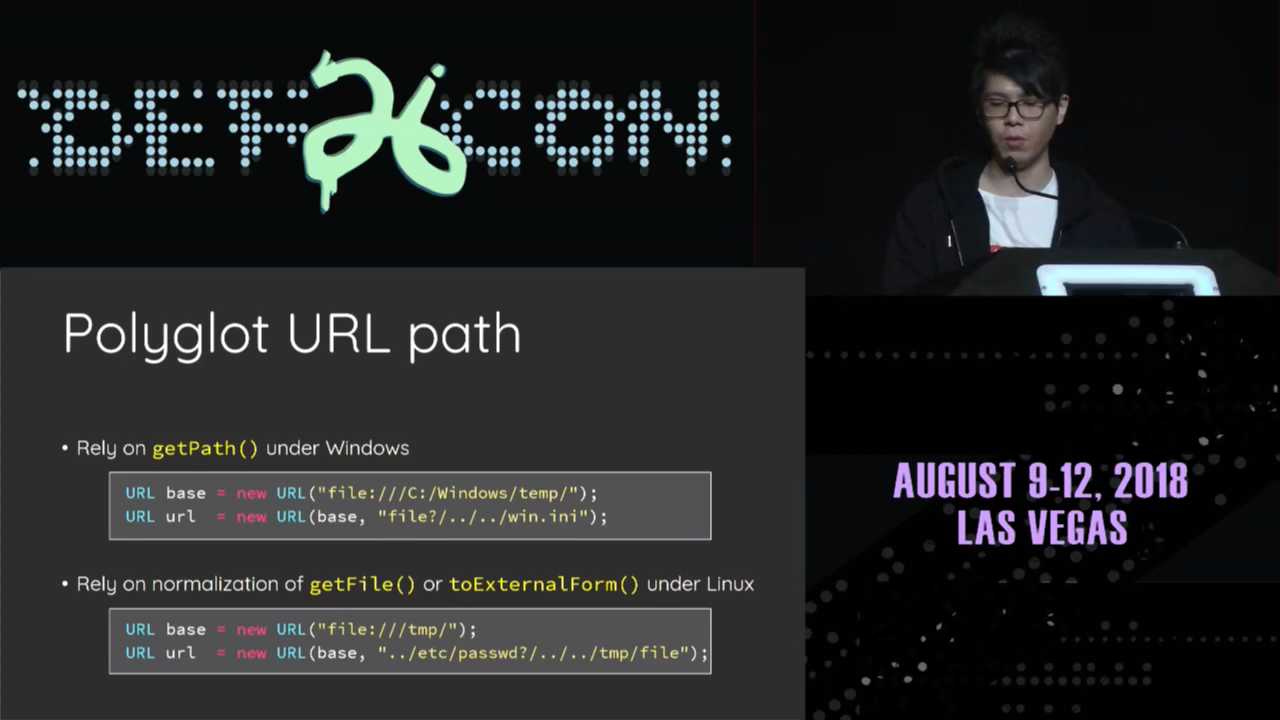 DEF 26 CON
Polyglot URL path
• Rely on getPath() under Windows
URL base = new URL("file:///C:/Windows/temp/");
URL url  = new URL(base, "file?/../../win.ini");
• Rely on normalization of getFile() or toExternalForm() under Linux
URL base = new URL("file:///tmp/");
URL url  = new URL(base, "../etc/passwd?/../../tmp/file");
AUGUST 9-12, 2018
LAS VEGAS